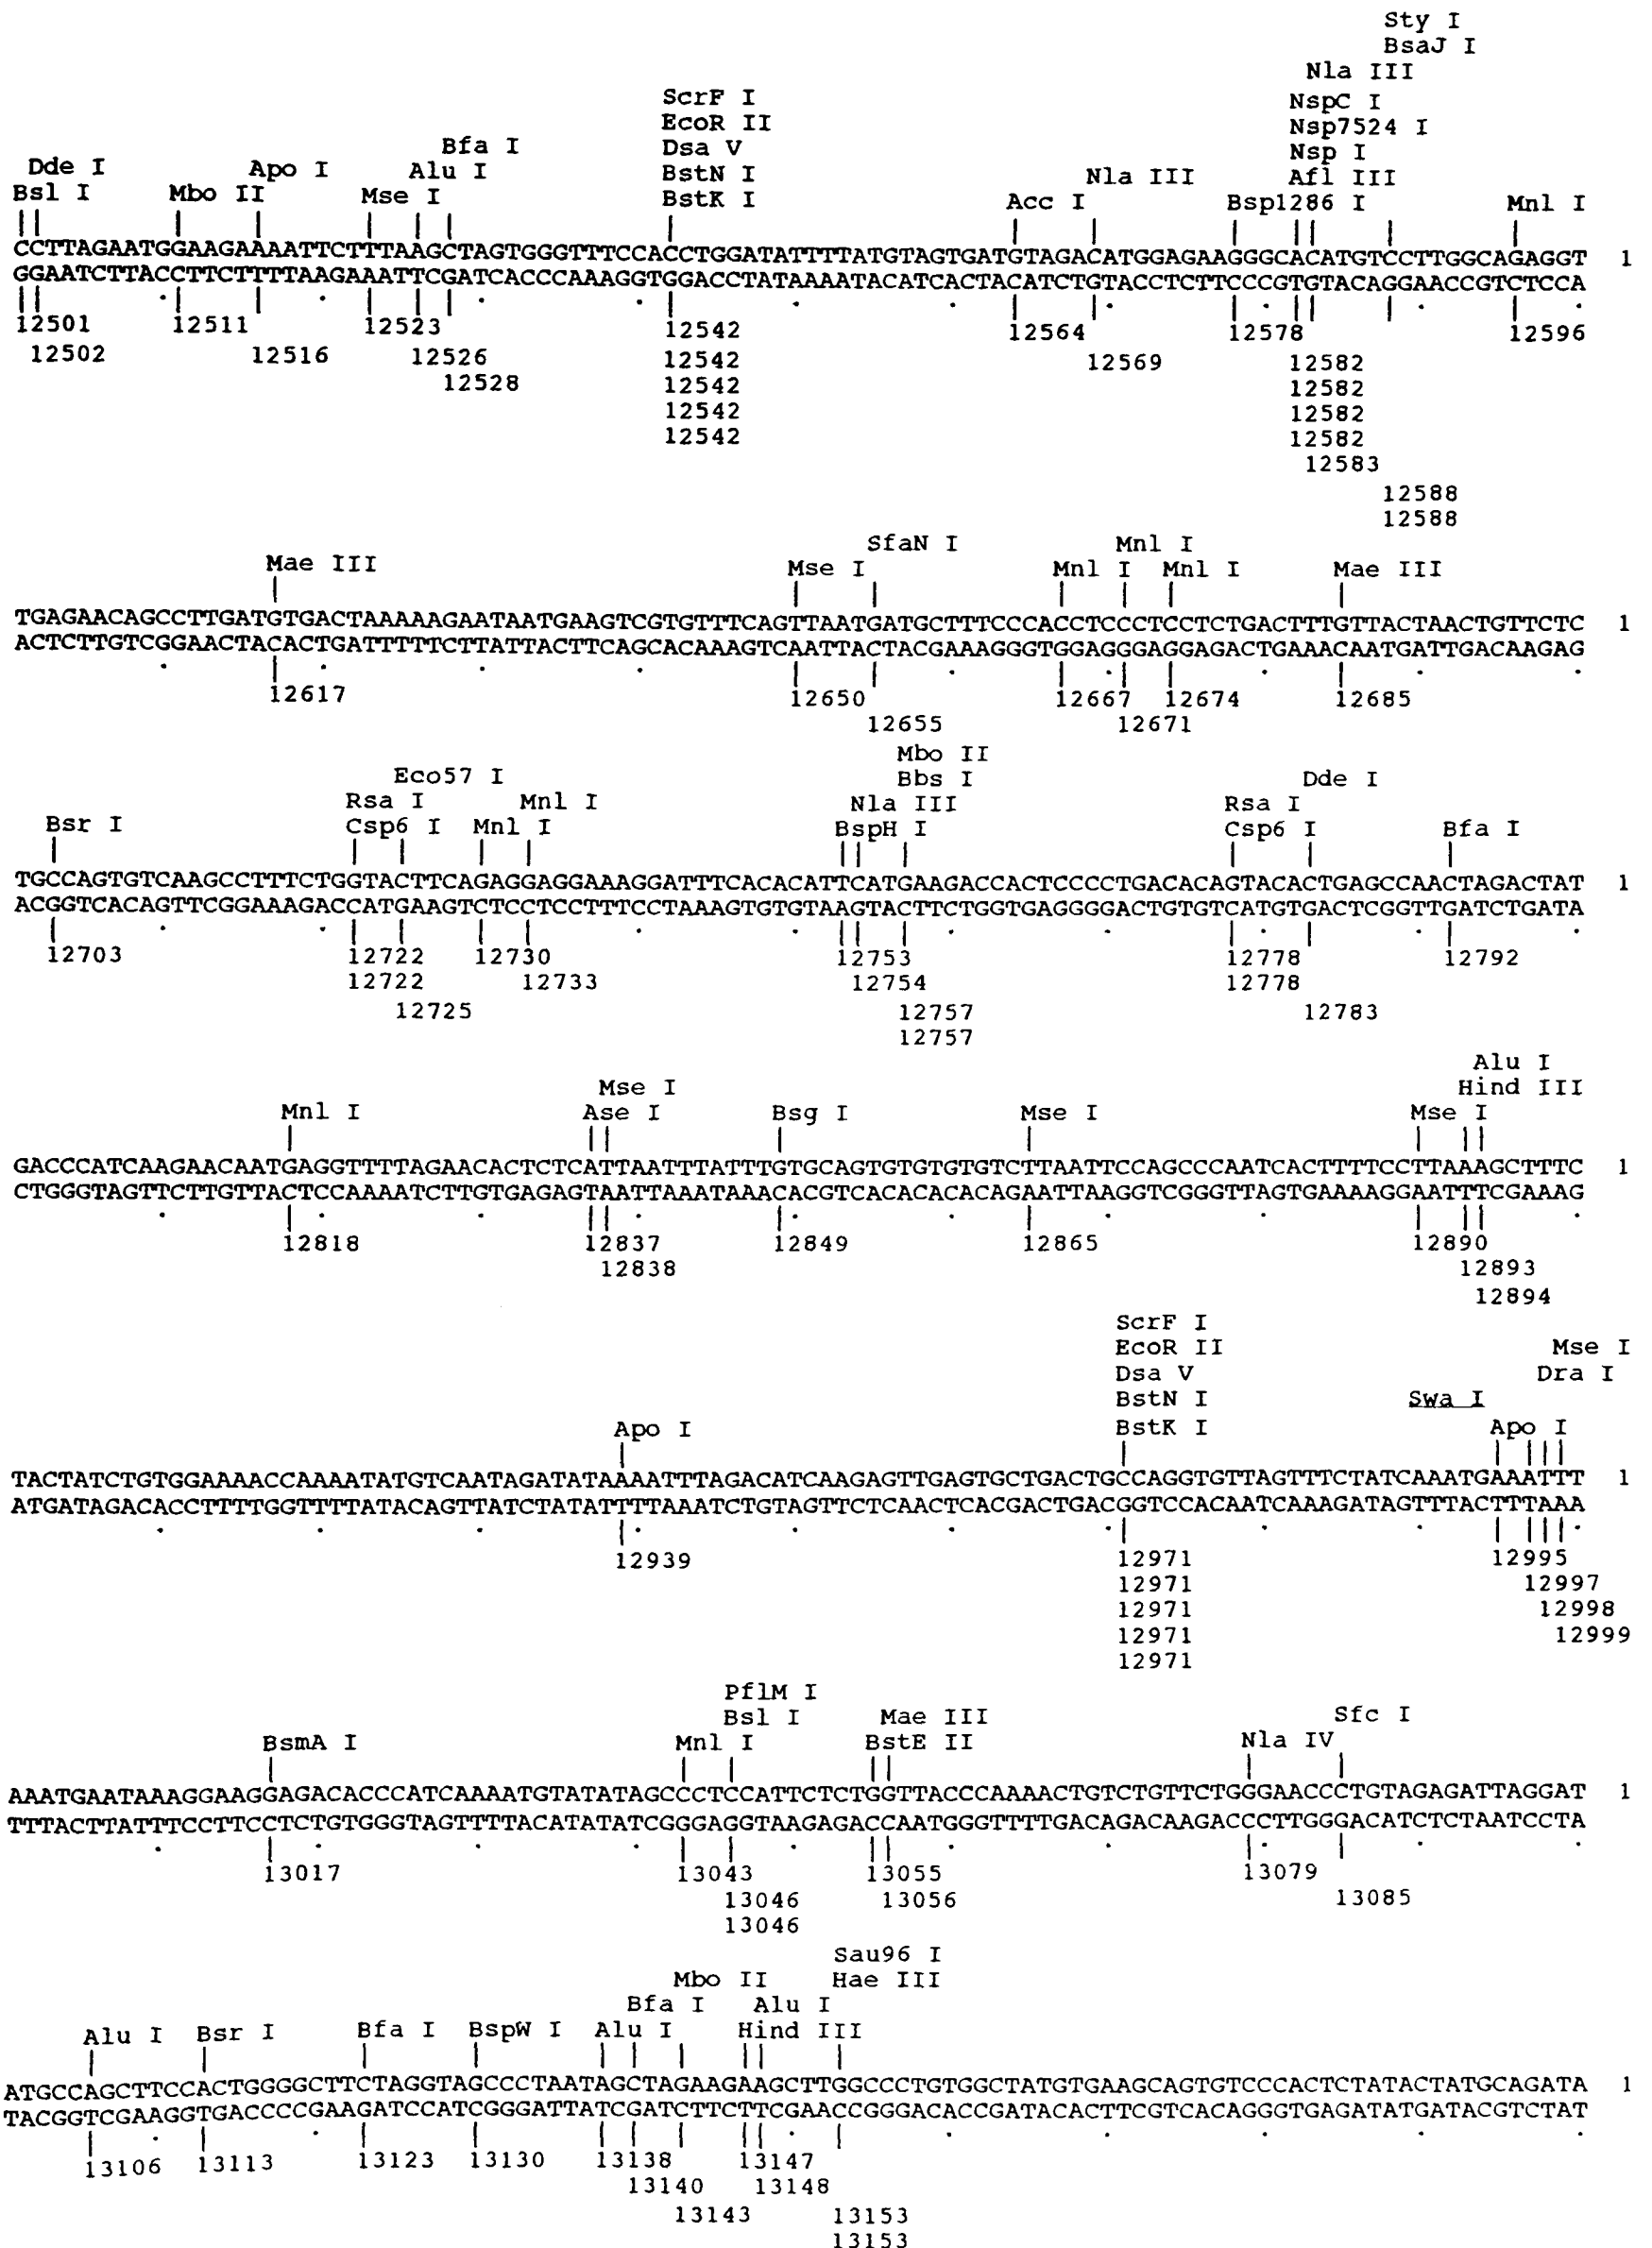 Sty I
BsaJ I
Nla III
ScrF I NspC I
EcoR II Nsp7524 I
Bfa I Dsa V Nsp I
Dde I Apo I Alu I BstN I Nla III Afl III
Bsl I Mbo II Mse I BstK I Acc I Bsp1286 I Mnl I
CCTTAGAATGGAAGAAAATTCTTTAAGCTAGTGGGTTTCCACCTGGATATTTTATGTAGTGATGTAGACATGGAGAAGGGCACATGTCCTTGGCAGAGGT 1
GGAATCTTACCTTCTTTTAAGAAATTCGATCACCCAAAGGTGGACCTATAAAATACATCACTACATCTGTACCTCTTCCCGTGTACAGGAACCGTCTCCA
12501 12511 12523 12542 12564 12578 12596
12502 12516 12526 12542 12569 12582
12528 12542 12582
12542 12582
12542 12582
12583
12588
12588
SfaN I Mnl I
Mae III Mse I Mnl I Mnl I Mae III
TGAGAACAGCCTTGATGTGACTAAAAAGAATAATGAAGTCGTGTTTCAGTTAATGATGCTTTCCCACCTCCCTCCTCTGACTTTGTTACTAACTGTTCTC 1
ACTCTTGTCGGAACTACACTGATTTTTCTTATTACTTCAGCACAAAGTCAATTACTACGAAAGGGTGGAGGGAGGAGACTGAAACAATGATTGACAAGAG
12617 12650 12667 12674 12685
12655 12671
Mbo II
Eco57 I Bbs I Dde I
Rsa I Mnl I Nla III Rsa I
Bsr I Csp6 I Mnl I BspH I Csp6 I Bfa I
TGCCAGTGTCAAGCCTTTCTGGTACTTCAGAGGAGGAAAGGATTTCACACATTCATGAAGACCACTCCCCTGACACAGTACACTGAGCCAACTAGACTAT 1
ACGGTCACAGTTCGGAAAGACCATGAAGTCTCCTCCTTTCCTAAAGTGTGTAAGTACTTCTGGTGAGGGGACTGTGTCATGTGACTCGGTTGATCTGATA
12703 12722 12730 12753 12778 12792
12722 12733 12754 12778
12725 12757 12783
12757
Alu I
Mse I Hind III
Mnl I Ase I Bsg I Mse I Mse I
GACCCATCAAGAACAATGAGGTTTTAGAACACTCTCATTAATTTATTTGTGCAGTGTGTGTGTCTTAATTCCAGCCCAATCACTTTTCCTTAAAGCTTTC 1
CTGGGTAGTTCTTGTTACTCCAAAATCTTGTGAGAGTAATTAAATAAACACGTCACACACACAGAATTAAGGTCGGGTTAGTGAAAAGGAATTTCGAAAG
12818 12837 12849 12865 12890
12838 12893
12894
ScrF I
EcoR II Mse I
Dsa V Dra I
BstN I Swa I
Apo I BstK I Apo I
TACTATCTGTGGAAAACCAAAATATGTCAATAGATATAAAATTTAGACATCAAGAGTTGAGTGCTGACTGCCAGGTGTTAGTTTCTATCAAATGAAATTT 1
ATGATAGACACCTTTTGGTTTTATACAGTTATCTATATTTTAAATCTGTAGTTCTCAACTCACGACTGACGGTCCACAATCAAAGATAGTTTACTTTAAA
12939 12971 12995
12971 12997
12971 12998
12971 12999
12971
PflM I
Bsl I Mae III Sfc I
BsmA I Mnl I BstE II Nla IV
AAATGAATAAAGGAAGGAGACACCCATCAAAATGTATATAGCCCTCCATTCTCTGGTTACCCAAAACTGTCTGTTCTGGGAACCCTGTAGAGATTAGGAT 1
TTTACTTATTTCCTTCCTCTGTGGGTAGTTTTACATATATCGGGAGGTAAGAGACCAATGGGTTTTGACAGACAAGACCCTTGGGACATCTCTAATCCTA
13017 13043 13055 13079
13046 13056 13085
13046
Sau96 I
Mbo II Hae III
Bfa I Alu I
Alu I Bsr I Bfa I BspW I Alu I Hind III
ATGCCAGCTTCCACTGGGGCTTCTAGGTAGCCCTAATAGCTAGAAGAAGCTTGGCCCTGTGGCTATGTGAAGCAGTGTCCCACTCTATACTATGCAGATA 1
TACGGTCGAAGGTGACCCCGAAGATCCATCGGGATTATCGATCTTCTTCGAACCGGGACACCGATACACTTCGTCACAGGGTGAGATATGATACGTCTAT
13106 13113 13123 13130 13138 13147
13140 13148
13143 13153
13153